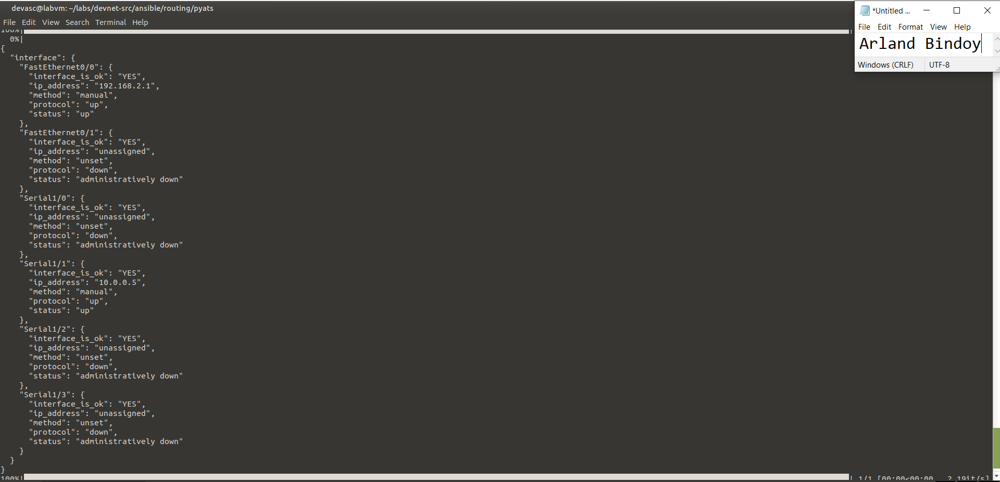 devasc@labvm: ~/labs/devnet-src/ansible/routing/pyats
File Edit View Search Terminal Help
100%|
0%|
{
  "interface": {
    "FastEthernet0/0": {
      "interface_is_ok": "YES",
      "ip_address": "192.168.2.1",
      "method": "manual",
      "protocol": "up",
      "status": "up"
    },
    "FastEthernet0/1": {
      "interface_is_ok": "YES",
      "ip_address": "unassigned",
      "method": "unset",
      "protocol": "down",
      "status": "administratively down"
    },
    "Serial1/0": {
      "interface_is_ok": "YES",
      "ip_address": "unassigned",
      "method": "unset",
      "protocol": "down",
      "status": "administratively down"
    },
    "Serial1/1": {
      "interface_is_ok": "YES",
      "ip_address": "10.0.0.5",
      "method": "manual",
      "protocol": "up",
      "status": "up"
    },
    "Serial1/2": {
      "interface_is_ok": "YES",
      "ip_address": "unassigned",
      "method": "unset",
      "protocol": "down",
      "status": "administratively down"
    },
    "Serial1/3": {
      "interface_is_ok": "YES",
      "ip_address": "unassigned",
      "method": "unset",
      "protocol": "down",
      "status": "administratively down"
    }
  }
}
100%| | 1/1 [00:00<00:00, 2.19it/s]
*Untitled ...
File Edit Format View Help
Arland Bindoy
Windows (CRLF) UTF-8